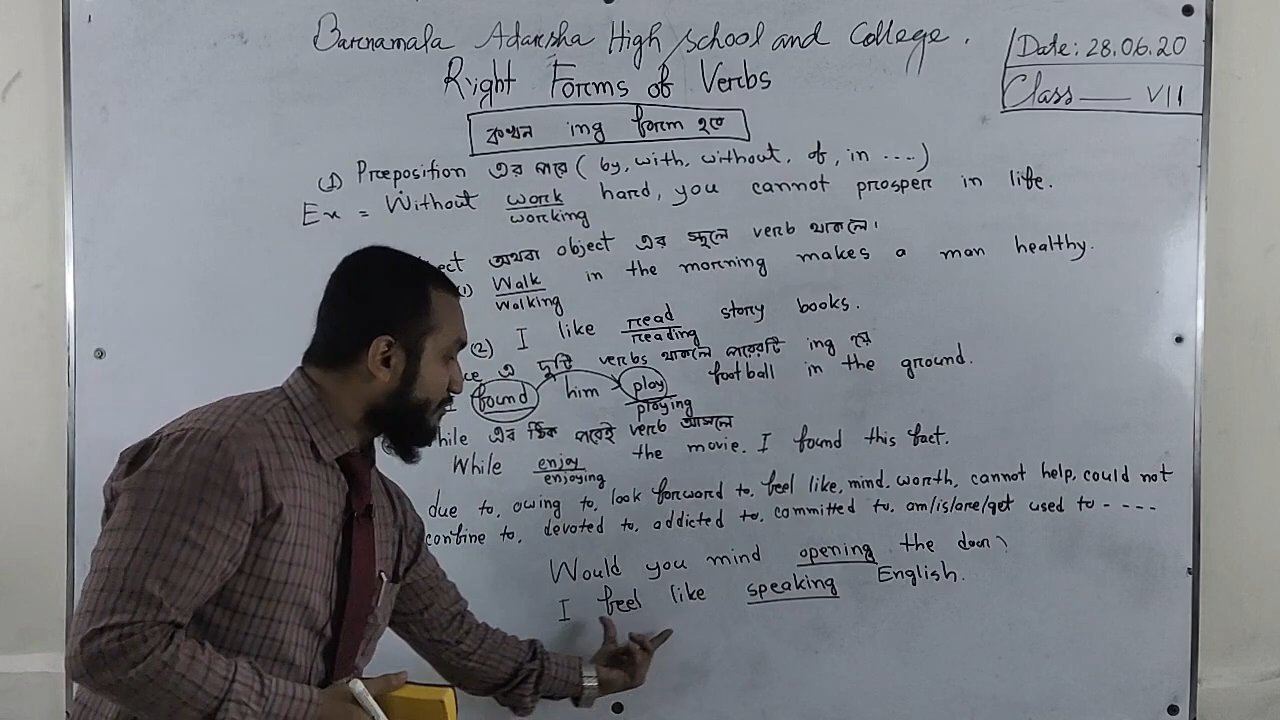 Barnamala Adarsha High School and College.
Date: 28.06.20
Class — VII
Right Forms of Verbs
কখন ing form হবে
(1) Preposition এর পরে ( by, with, without, of, in .... )
Ex = Without work hard, you cannot prosper in life.
working
ject অথবা object এর স্থলে verb থাকলে।
(1) Walk in the morning makes a man healthy.
walking
(2) I like read story books.
reading
ce এ দুটি verbs থাকলে পরেরটি ing হয়
I found him play football in the ground.
playing
hile এর ঠিক পরেই verb আসলে
While enjoy the movie. I found this fact.
enjoying
due to, owing to, look forward to, feel like, mind, worth, cannot help, could not
confine to, devoted to, addicted to, committed to, am/is/are/get used to - - - -
Would you mind opening the door?
I feel like speaking English.